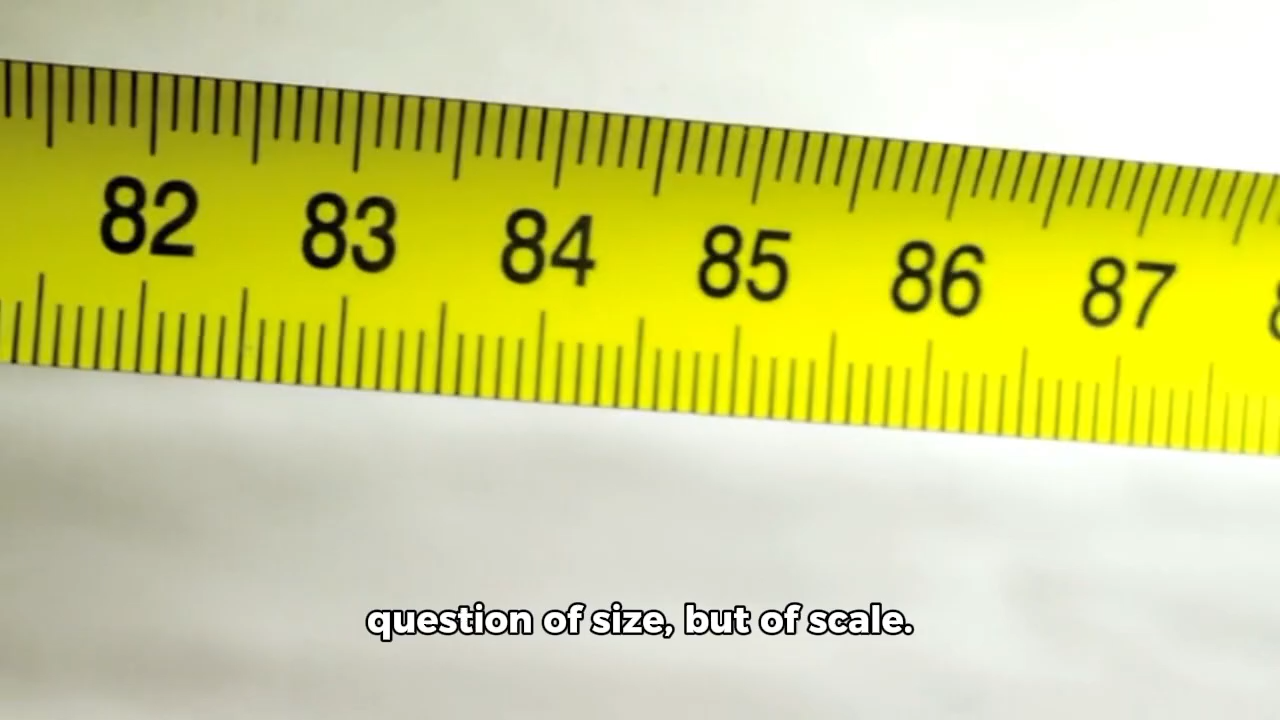 82 83 84 85 86 87
question of size, but of scale.